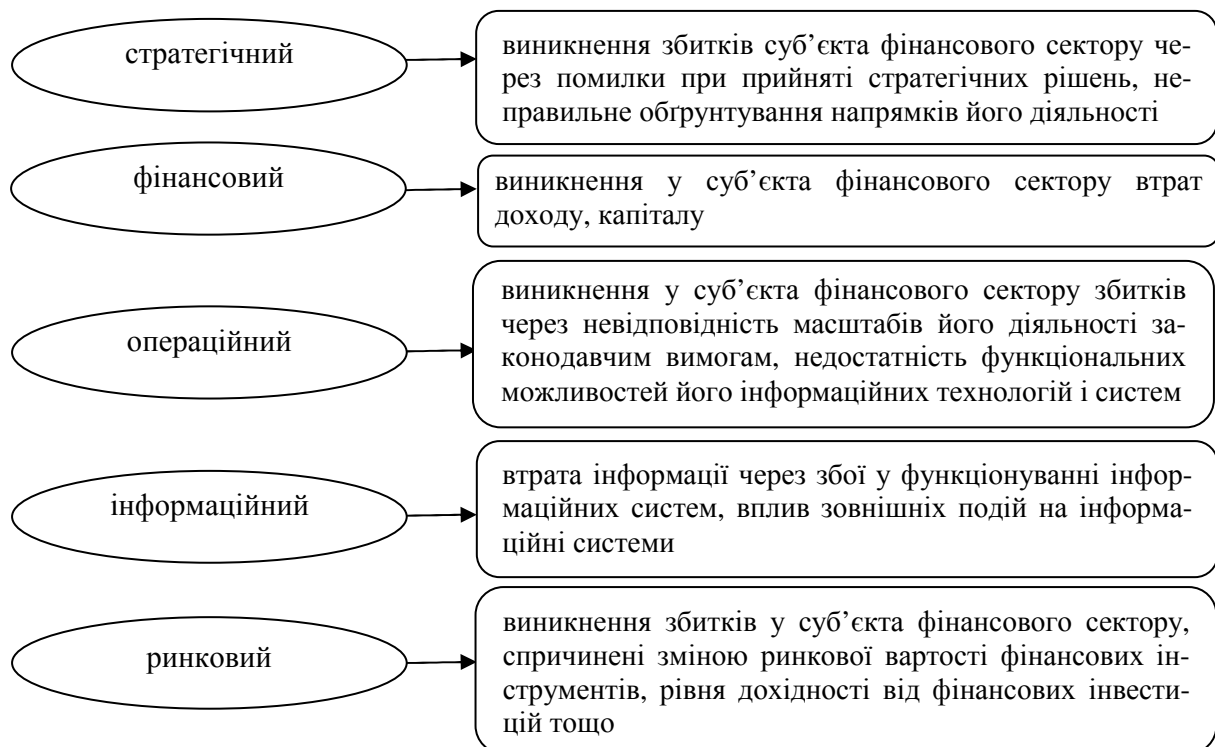 стратегічний
виникнення збитків суб’єкта фінансового сектору че-
рез помилки при прийняті стратегічних рішень, не-
правильне обґрунтування напрямків його діяльності
фінансовий
виникнення у суб’єкта фінансового сектору втрат
доходу, капіталу
операційний
виникнення у суб’єкта фінансового сектору збитків
через невідповідність масштабів його діяльності за-
конодавчим вимогам, недостатність функціональних
можливостей його інформаційних технологій і систем
інформаційний
втрата інформації через збої у функціонуванні інфор-
маційних систем, вплив зовнішніх подій на інформа-
ційні системи
ринковий
виникнення збитків у суб’єкта фінансового сектору,
спричинені зміною ринкової вартості фінансових ін-
струментів, рівня дохідності від фінансових інвести-
цій тощо